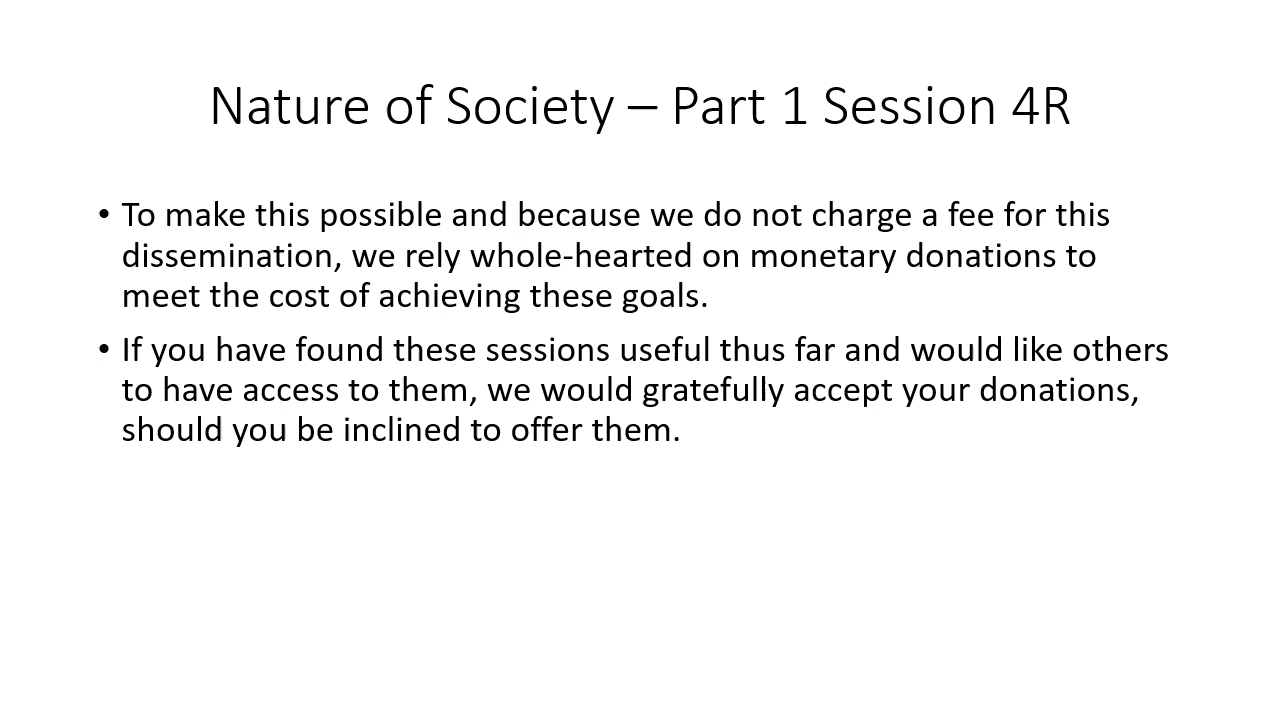 Nature of Society – Part 1 Session 4R
• To make this possible and because we do not charge a fee for this
dissemination, we rely whole-hearted on monetary donations to
meet the cost of achieving these goals.
• If you have found these sessions useful thus far and would like others
to have access to them, we would gratefully accept your donations,
should you be inclined to offer them.